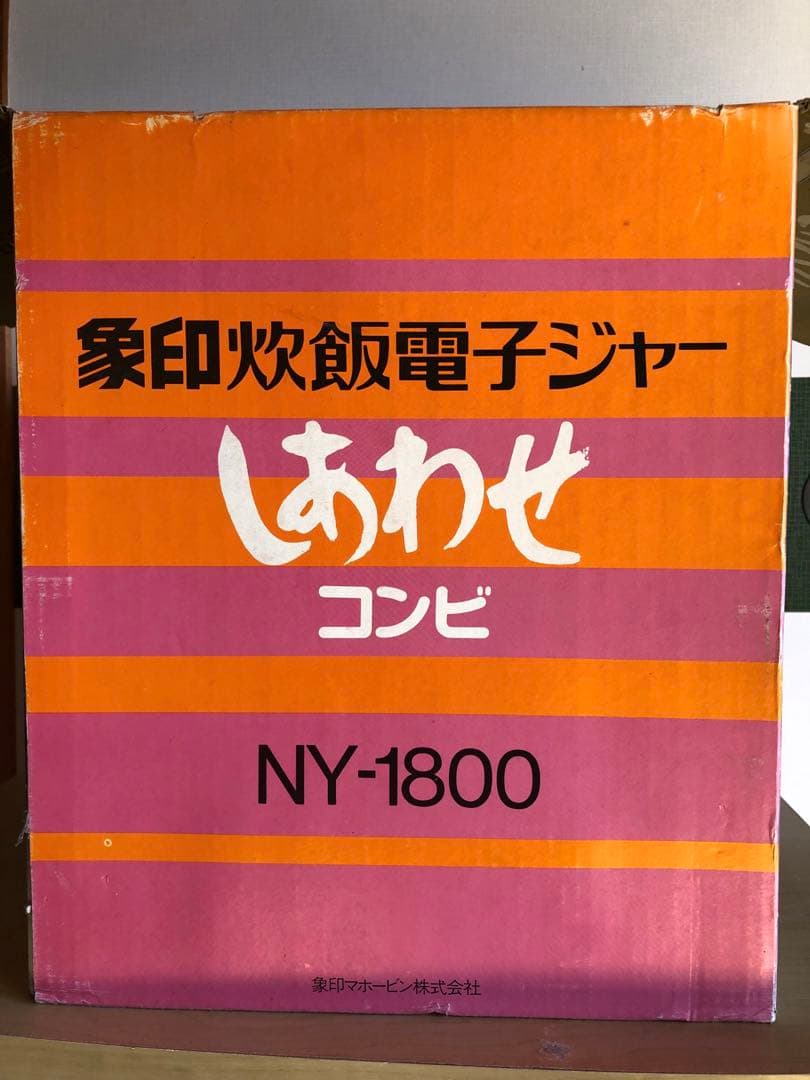 象印炊飯電子ジャー
しあわせ
コンビ
NY-1800
象印マホービン株式会社